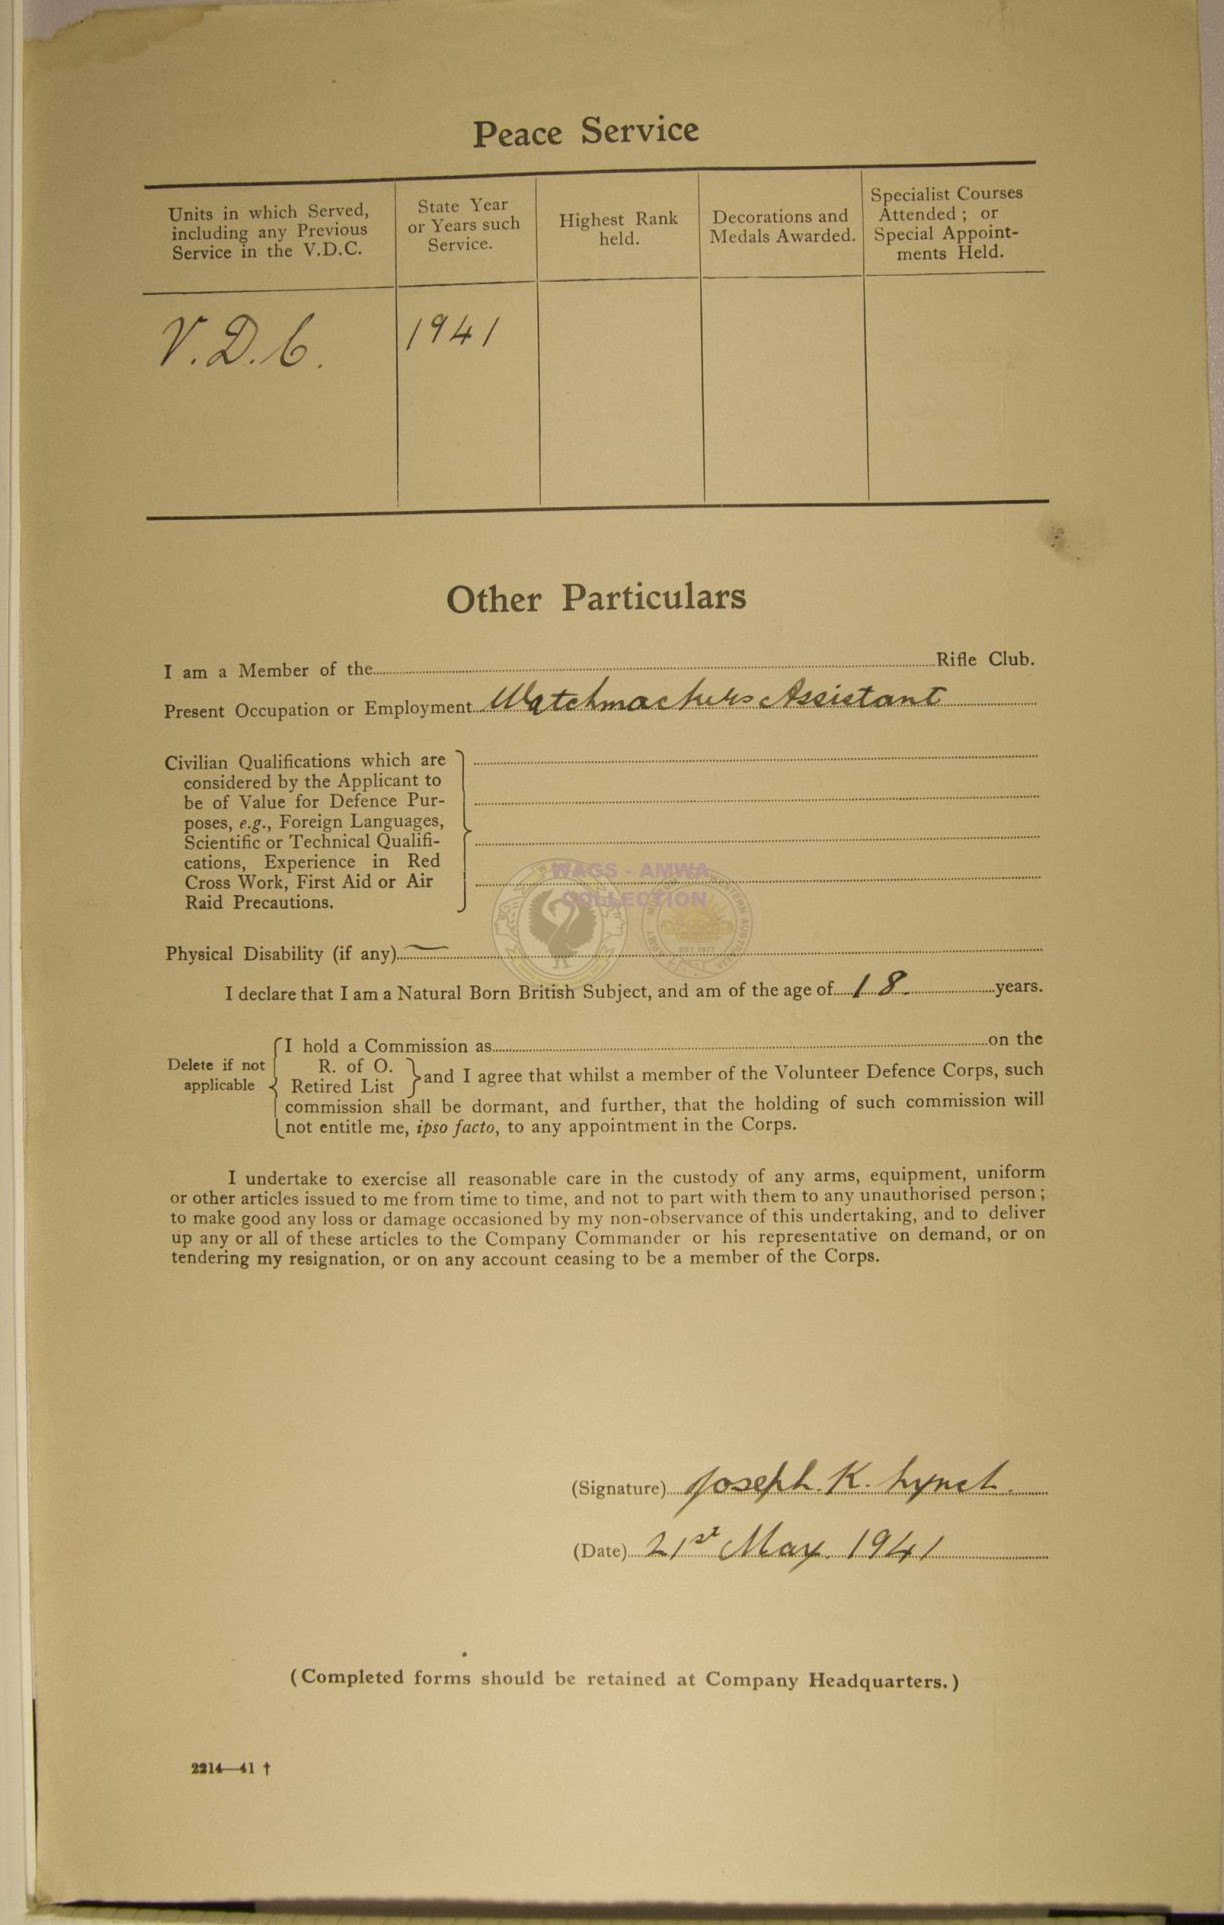 Peace Service
Units in which Served,
including any Previous
Service in the V.D.C.
State Year
or Years such
Service.
Highest Rank
held.
Decorations and
Medals Awarded.
Specialist Courses
Attended; or
Special Appoint-
ments Held.
V.D.C.
1941
Other Particulars
I am a Member of the Rifle Club.
Present Occupation or Employment Watchmackers Assistant
Civilian Qualifications which are
considered by the Applicant to
be of Value for Defence Pur-
poses, e.g., Foreign Languages,
Scientific or Technical Qualifi-
cations, Experience in Red
Cross Work, First Aid or Air
Raid Precautions.
WAGS - AMWA
COLLECTION
Physical Disability (if any) —
I declare that I am a Natural Born British Subject, and am of the age of 18 years.
Delete if not
applicable
I hold a Commission as on the
R. of O.
Retired List
and I agree that whilst a member of the Volunteer Defence Corps, such
commission shall be dormant, and further, that the holding of such commission will
not entitle me, ipso facto, to any appointment in the Corps.
I undertake to exercise all reasonable care in the custody of any arms, equipment, uniform
or other articles issued to me from time to time, and not to part with them to any unauthorised person;
to make good any loss or damage occasioned by my non-observance of this undertaking, and to deliver
up any or all of these articles to the Company Commander or his representative on demand, or on
tendering my resignation, or on any account ceasing to be a member of the Corps.
(Signature) Joseph. K. Lynch.
(Date) 21st May. 1941
(Completed forms should be retained at Company Headquarters.)
2214—41 †